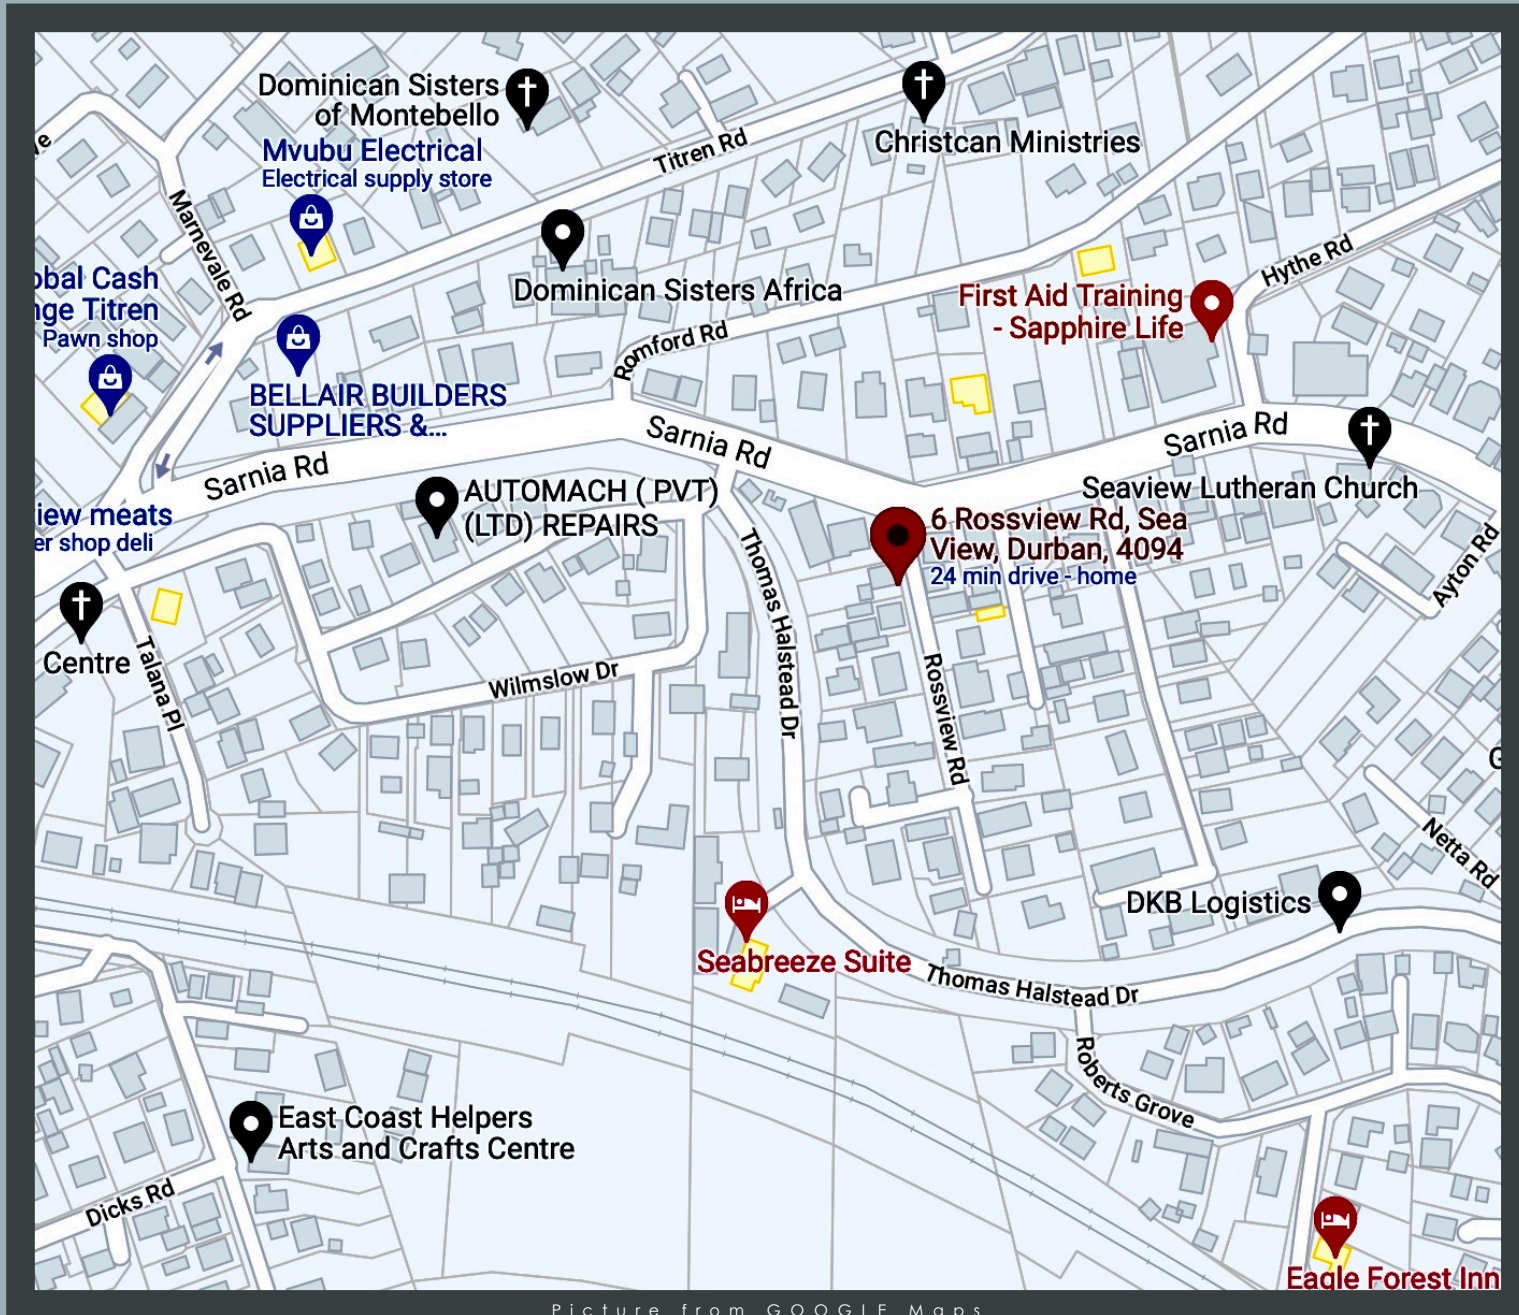 Dominican Sisters
of Montebello
Mvubu Electrical
Electrical supply store
Christcan Ministries
Titren Rd
Marnevale Rd
Dominican Sisters Africa
Hythe Rd
obal Cash
nge Titren
Pawn shop
First Aid Training
- Sapphire Life
Romford Rd
BELLAIR BUILDERS
SUPPLIERS &...
Sarnia Rd
Sarnia Rd
Sarnia Rd
AUTOMACH ( PVT)
(LTD) REPAIRS
Seaview Lutheran Church
iew meats
er shop deli
6 Rossview Rd, Sea
View, Durban, 4094
24 min drive - home
Ayton Rd
Thomas Halstead Dr
Centre
Talana Pl
Wilmslow Dr
Rossview Rd
Netta Rd
DKB Logistics
Seabreeze Suite
Thomas Halstead Dr
Roberts Grove
East Coast Helpers
Arts and Crafts Centre
Dicks Rd
Eagle Forest Inn
Picture from GOOGLE Maps